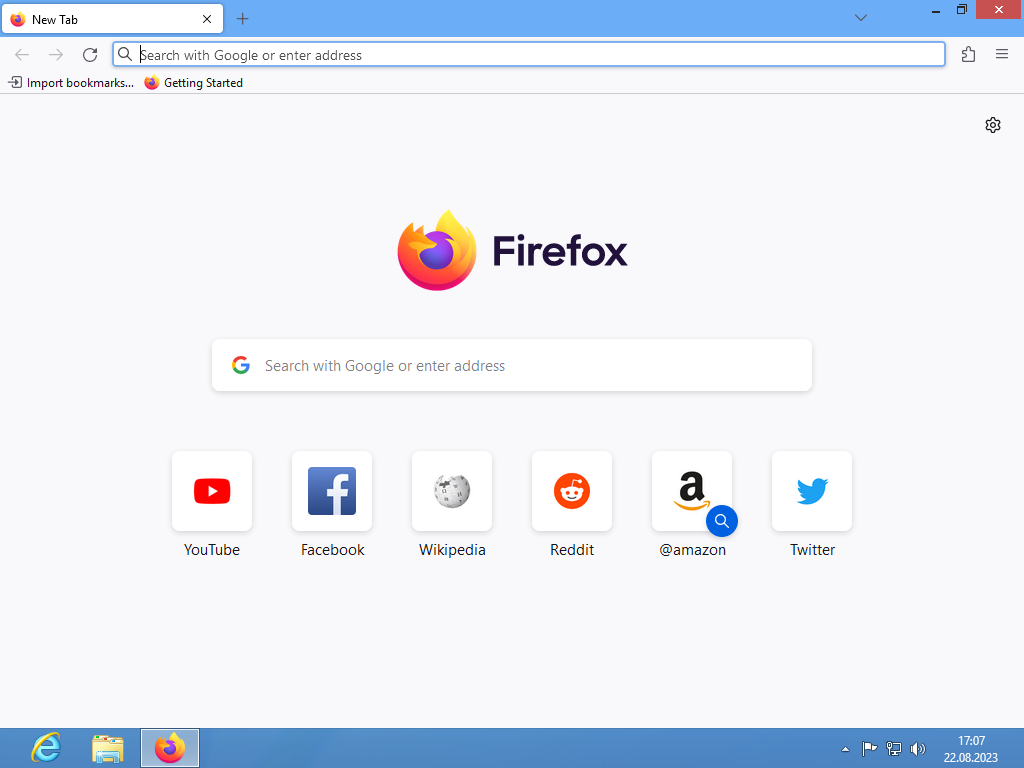 New Tab
Search with Google or enter address
Import bookmarks...
Getting Started
Firefox
Search with Google or enter address
YouTube
Facebook
Wikipedia
Reddit
@amazon
Twitter
17:07
22.08.2023